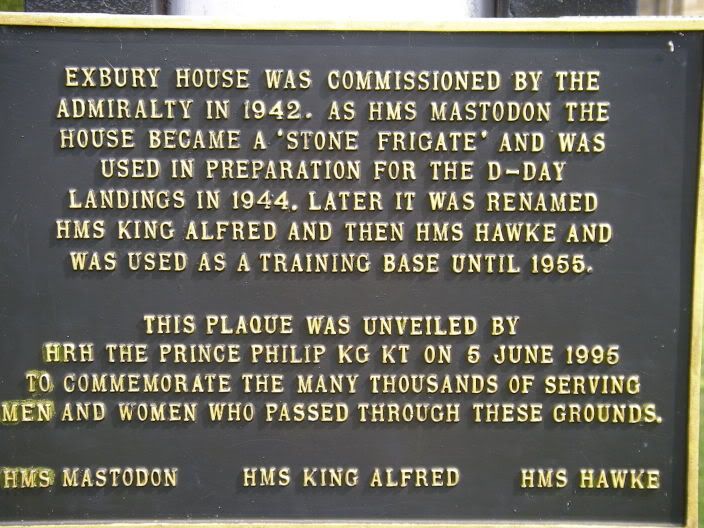 EXBURY HOUSE WAS COMMISSIONED BY THE
ADMIRALTY IN 1942. AS HMS MASTODON THE
HOUSE BECAME A 'STONE FRIGATE' AND WAS
USED IN PREPARATION FOR THE D-DAY
LANDINGS IN 1944. LATER IT WAS RENAMED
HMS KING ALFRED AND THEN HMS HAWKE AND
WAS USED AS A TRAINING BASE UNTIL 1955.
THIS PLAQUE WAS UNVEILED BY
HRH THE PRINCE PHILIP KG KT ON 5 JUNE 1995
TO COMMEMORATE THE MANY THOUSANDS OF SERVING
MEN AND WOMEN WHO PASSED THROUGH THESE GROUNDS.
HMS MASTODON HMS KING ALFRED HMS HAWKE